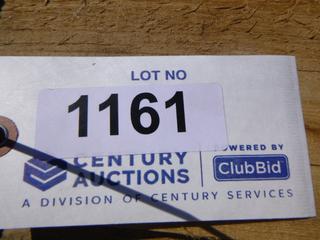 LOT NO
1161
CENTURY AUCTIONS
POWERED BY
ClubBid
A DIVISION OF CENTURY SERVICES